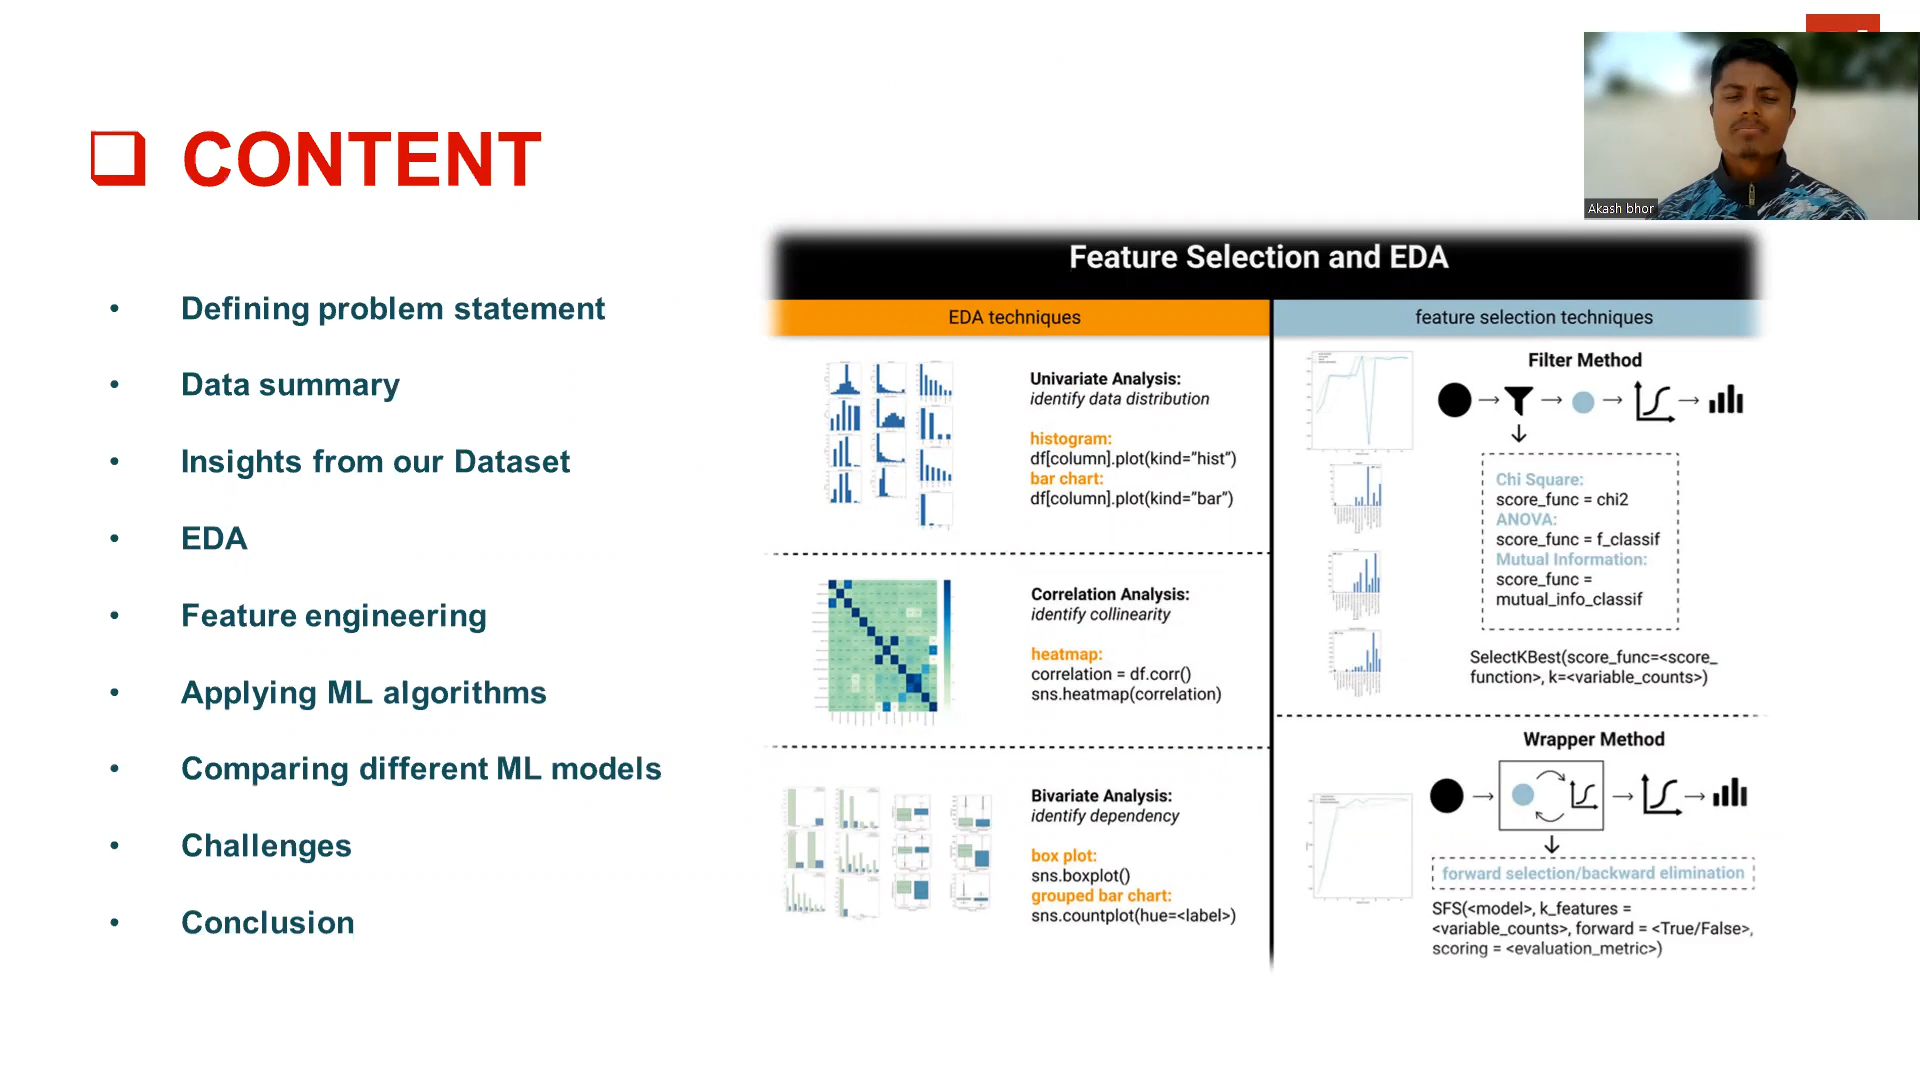 CONTENT
Akash bhor
Defining problem statement
Data summary
Insights from our Dataset
EDA
Feature engineering
Applying ML algorithms
Comparing different ML models
Challenges
Conclusion
Feature Selection and EDA
EDA techniques
Univariate Analysis:
identify data distribution
histogram:
df[column].plot(kind=”hist”)
bar chart:
df[column].plot(kind=”bar”)
Correlation Analysis:
identify collinearity
heatmap:
correlation = df.corr()
sns.heatmap(correlation)
Bivariate Analysis:
identify dependency
box plot:
sns.boxplot()
grouped bar chart:
sns.countplot(hue=<label>)
feature selection techniques
Filter Method
Chi Square:
score_func = chi2
ANOVA:
score_func = f_classif
Mutual Information:
score_func =
mutual_info_classif
SelectKBest(score_func=<score_
function>, k=<variable_counts>)
Wrapper Method
forward selection/backward elimination
SFS(<model>, k_features =
<variable_counts>, forward = <True/False>,
scoring = <evaluation_metric>)